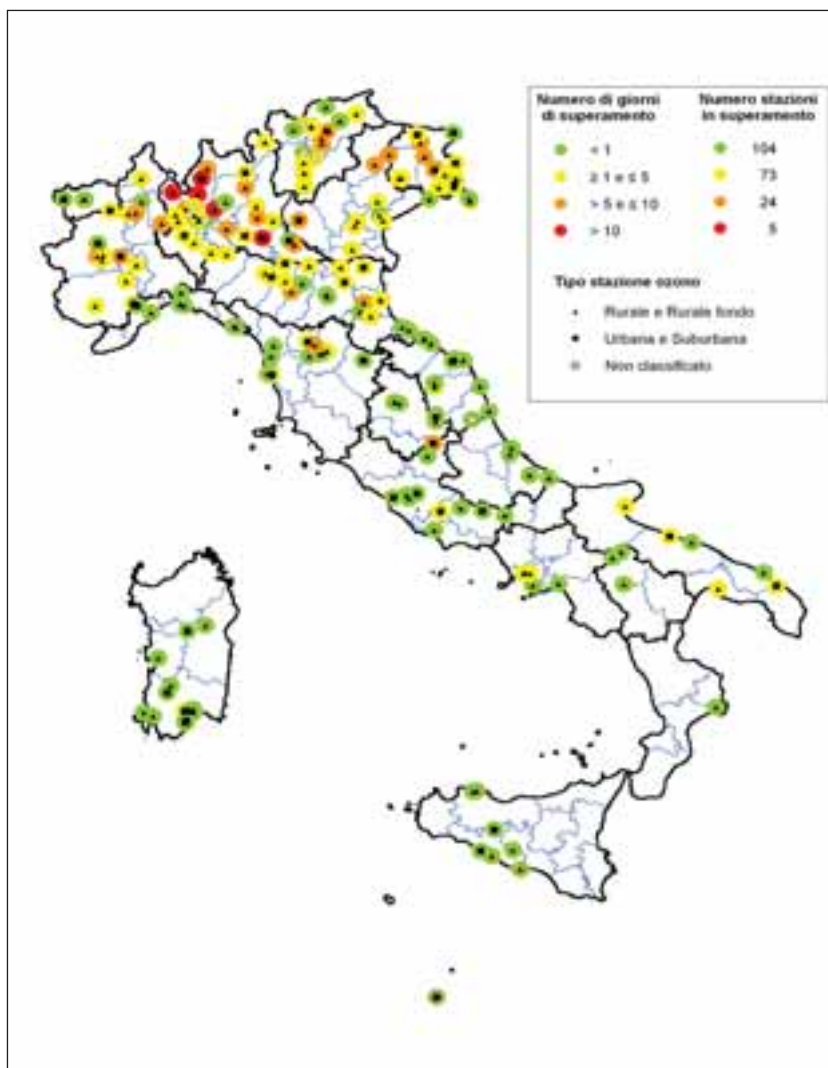 Numero di giorni di superamento
Numero stazioni in superamento
< 1 104
≥ 1 e ≤ 5 73
> 5 e ≤ 10 24
> 10 5
Tipo stazione ozono
Rurale e Rurale fondo
Urbana e Suburbana
Non classificato